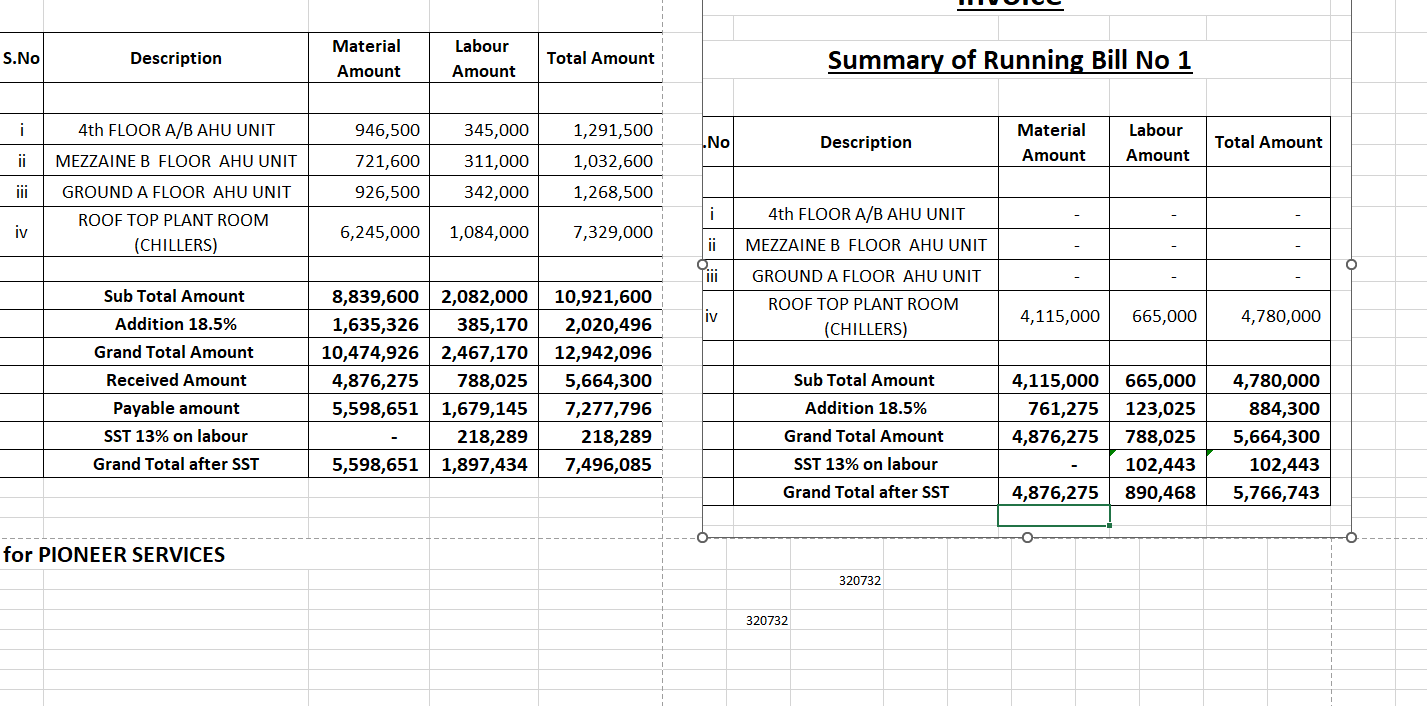 S.No Description Material Amount Labour Amount Total Amount
i 4th FLOOR A/B AHU UNIT 946,500 345,000 1,291,500
ii MEZZAINE B FLOOR AHU UNIT 721,600 311,000 1,032,600
iii GROUND A FLOOR AHU UNIT 926,500 342,000 1,268,500
iv ROOF TOP PLANT ROOM (CHILLERS) 6,245,000 1,084,000 7,329,000
Sub Total Amount 8,839,600 2,082,000 10,921,600
Addition 18.5% 1,635,326 385,170 2,020,496
Grand Total Amount 10,474,926 2,467,170 12,942,096
Received Amount 4,876,275 788,025 5,664,300
Payable amount 5,598,651 1,679,145 7,277,796
SST 13% on labour - 218,289 218,289
Grand Total after SST 5,598,651 1,897,434 7,496,085
for PIONEER SERVICES
Invoice
Summary of Running Bill No 1
.No Description Material Amount Labour Amount Total Amount
i 4th FLOOR A/B AHU UNIT - - -
ii MEZZAINE B FLOOR AHU UNIT - - -
iii GROUND A FLOOR AHU UNIT - - -
iv ROOF TOP PLANT ROOM (CHILLERS) 4,115,000 665,000 4,780,000
Sub Total Amount 4,115,000 665,000 4,780,000
Addition 18.5% 761,275 123,025 884,300
Grand Total Amount 4,876,275 788,025 5,664,300
SST 13% on labour - 102,443 102,443
Grand Total after SST 4,876,275 890,468 5,766,743
320732
320732